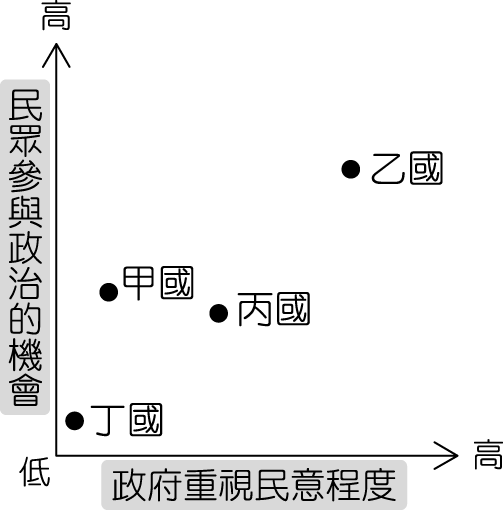 高
民眾參與政治的機會
乙國
甲國
丙國
丁國
低
政府重視民意程度
高